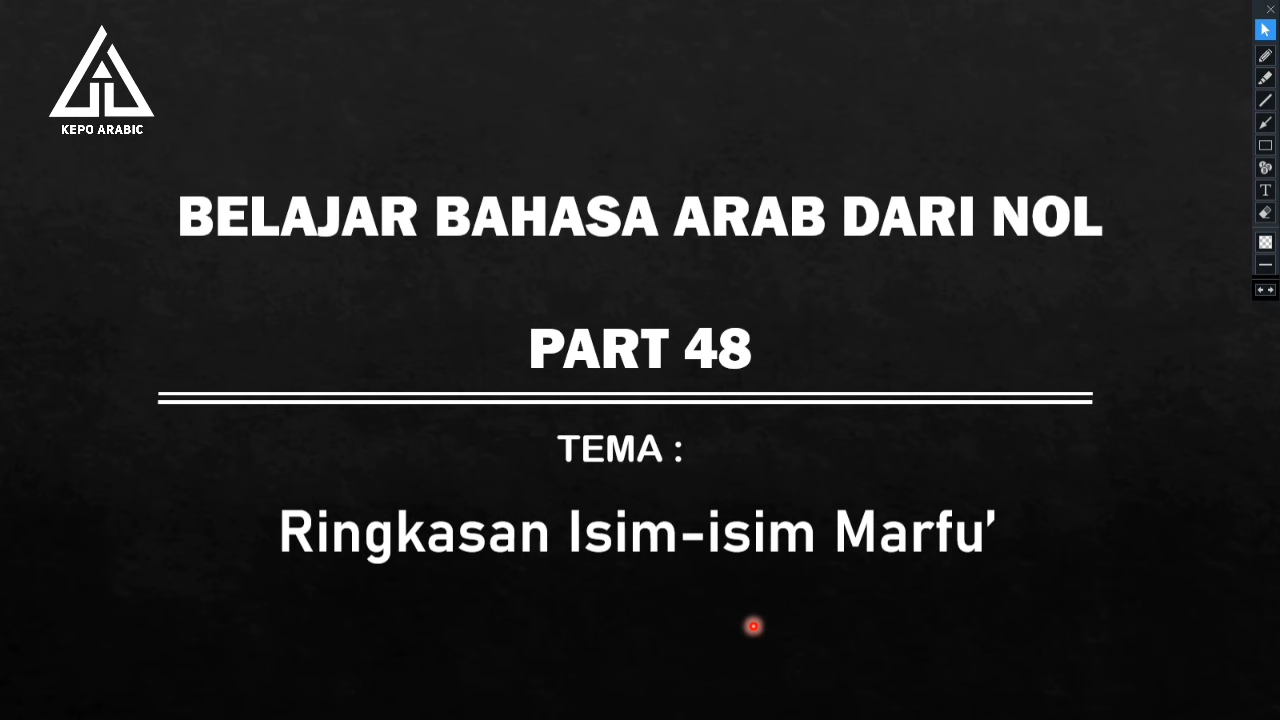 KEPO ARABIC
BELAJAR BAHASA ARAB DARI NOL
PART 48
TEMA :
Ringkasan Isim-isim Marfu’